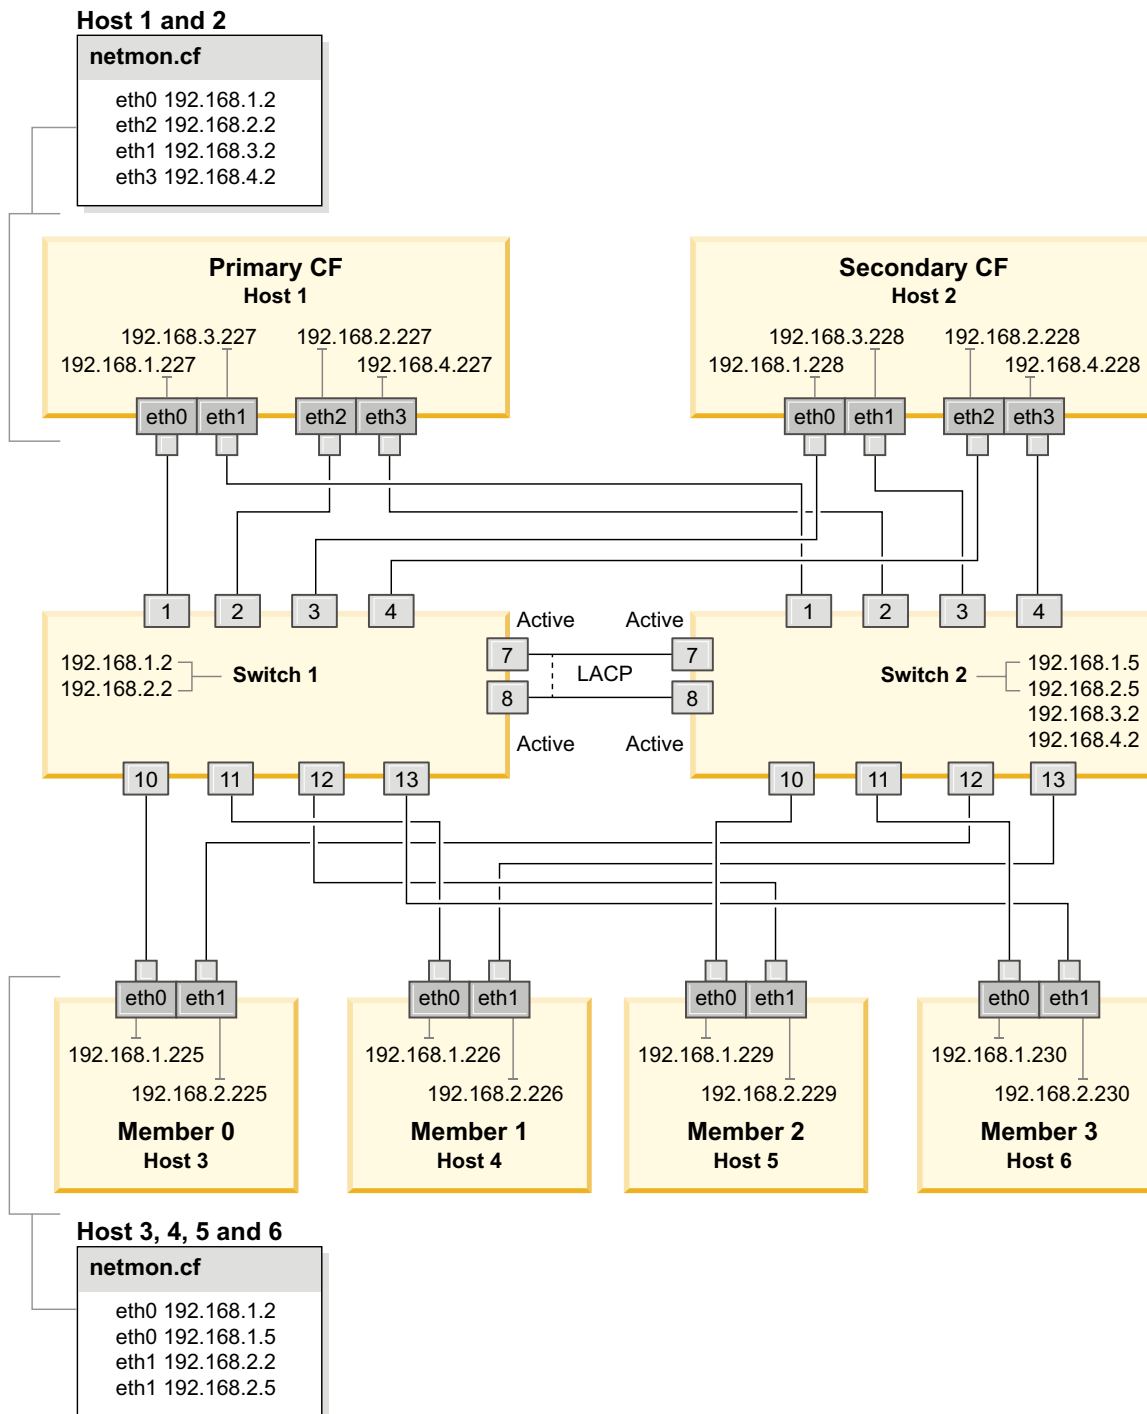 Host 1 and 2
netmon.cf
eth0 192.168.1.2
eth2 192.168.2.2
eth1 192.168.3.2
eth3 192.168.4.2
Primary CF
Host 1
192.168.3.227 192.168.2.227
192.168.1.227 192.168.4.227
eth0 eth1 eth2 eth3
Secondary CF
Host 2
192.168.3.228 192.168.2.228
192.168.1.228 192.168.4.228
eth0 eth1 eth2 eth3
1 2 3 4
1 2 3 4
Active Active
7 7
LACP
8 8
Active Active
192.168.1.2
192.168.2.2
Switch 1
Switch 2
192.168.1.5
192.168.2.5
192.168.3.2
192.168.4.2
10 11 12 13
10 11 12 13
eth0 eth1
192.168.1.225
192.168.2.225
Member 0
Host 3
eth0 eth1
192.168.1.226
192.168.2.226
Member 1
Host 4
eth0 eth1
192.168.1.229
192.168.2.229
Member 2
Host 5
eth0 eth1
192.168.1.230
192.168.2.230
Member 3
Host 6
Host 3, 4, 5 and 6
netmon.cf
eth0 192.168.1.2
eth0 192.168.1.5
eth1 192.168.2.2
eth1 192.168.2.5